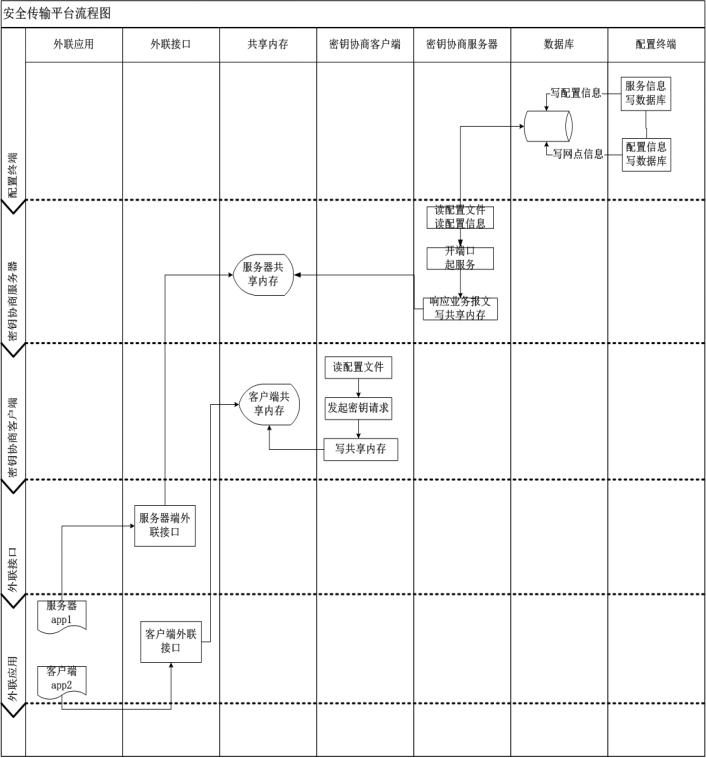 安全传输平台流程图
外联应用
外联接口
共享内存
密钥协商客户端
密钥协商服务器
数据库
配置终端
配置终端
写配置信息
服务信息
写数据库
写网点信息
配置信息
写数据库
密钥协商服务器
读配置文件
读配置信息
开端口
起服务
服务器共
享内存
响应业务报文
写共享内存
密钥协商客户端
读配置文件
客户端共
享内存
发起密钥请求
写共享内存
外联接口
服务器端外
联接口
外联应用
服务器
app1
客户端外联
接口
客户端
app2